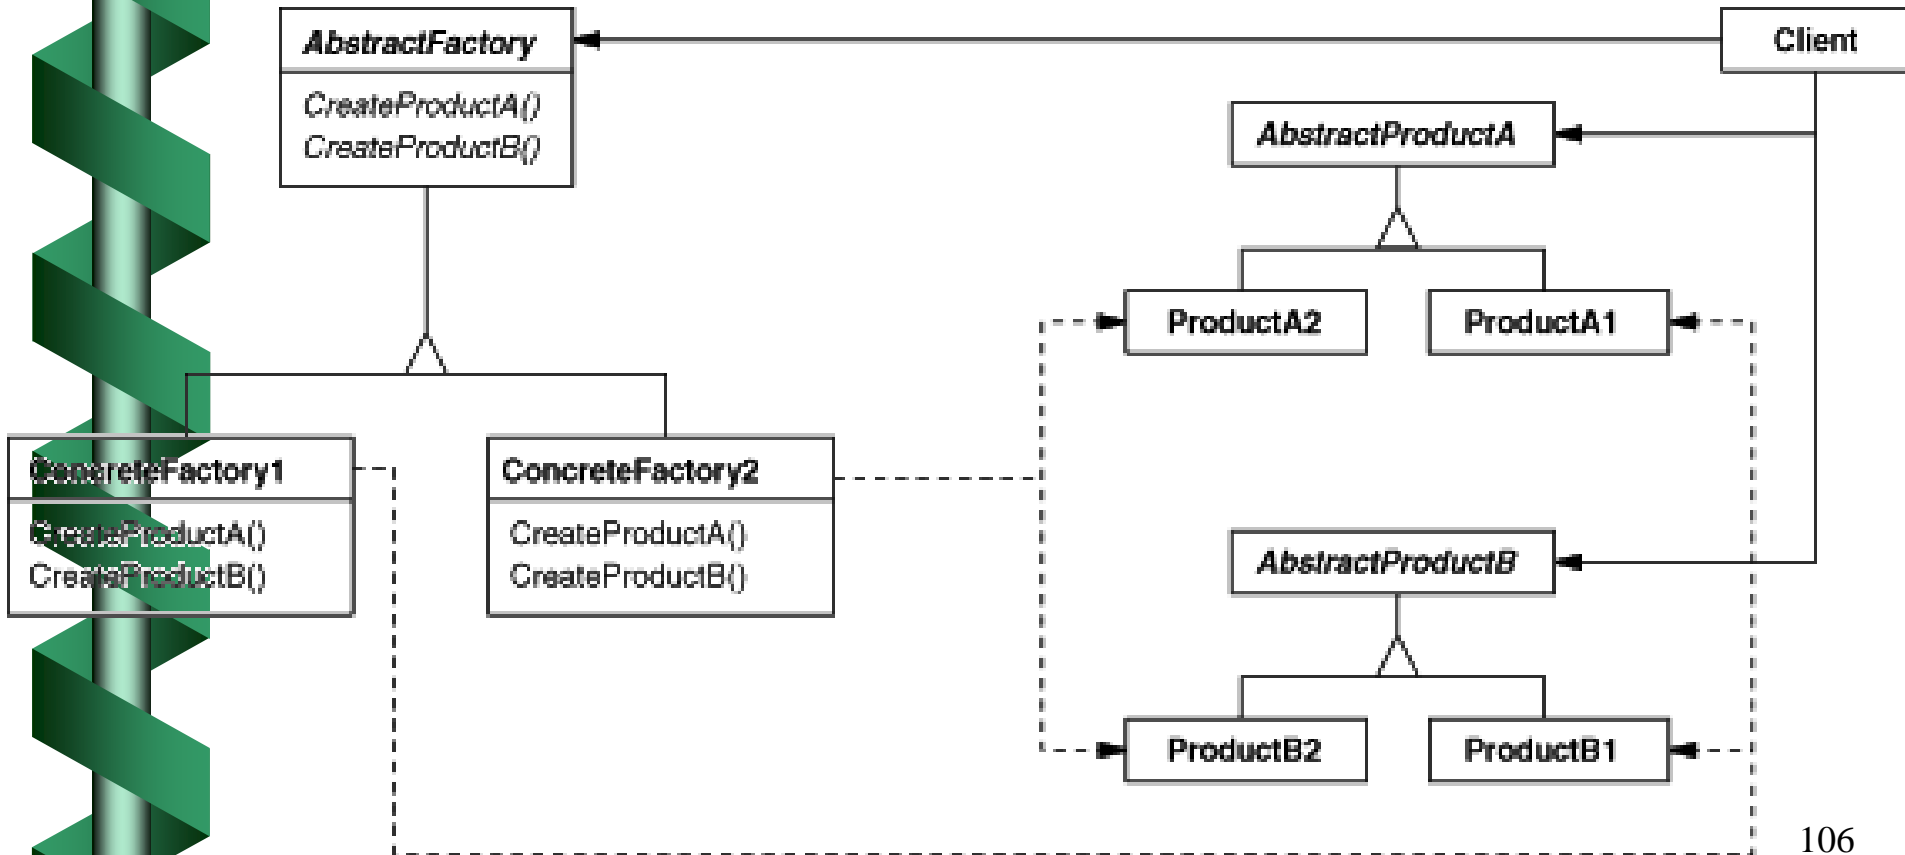 AbstractFactory
CreateProductA()
CreateProductB()
Client
AbstractProductA
ProductA2
ProductA1
ConcreteFactory1
CreateProductA()
CreateProductB()
ConcreteFactory2
CreateProductA()
CreateProductB()
AbstractProductB
ProductB2
ProductB1
106